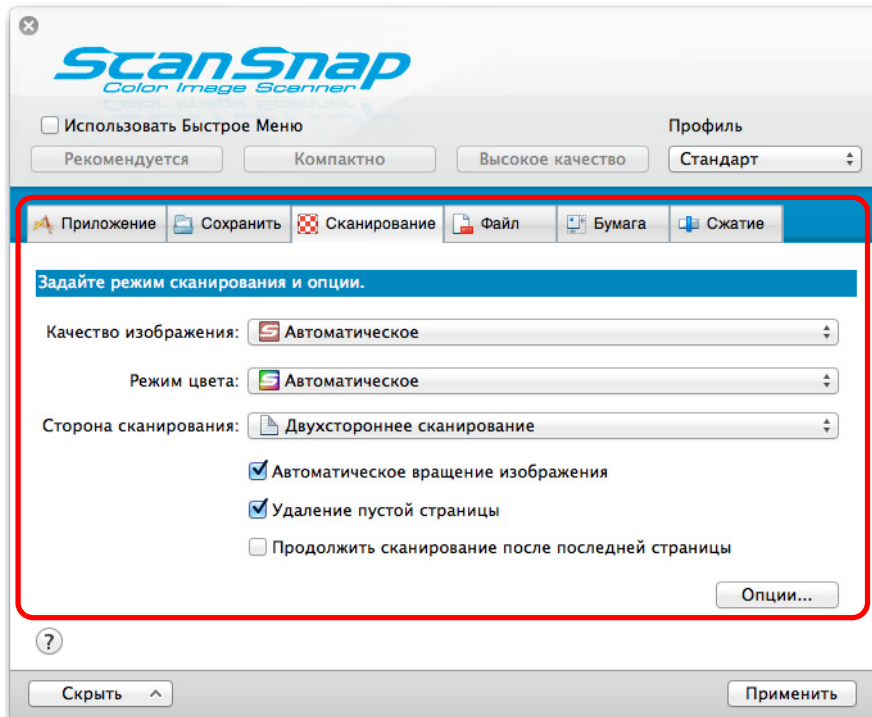 ScanSnap
Color Image Scanner
Использовать Быстрое Меню
Профиль
Рекомендуется Компактно Высокое качество Стандарт
Приложение Сохранить Сканирование Файл Бумага Сжатие
Задайте режим сканирования и опции.
Качество изображения: Автоматическое
Режим цвета: Автоматическое
Сторона сканирования: Двухстороннее сканирование
Автоматическое вращение изображения
Удаление пустой страницы
Продолжить сканирование после последней страницы
Опции...
?
Скрыть Применить